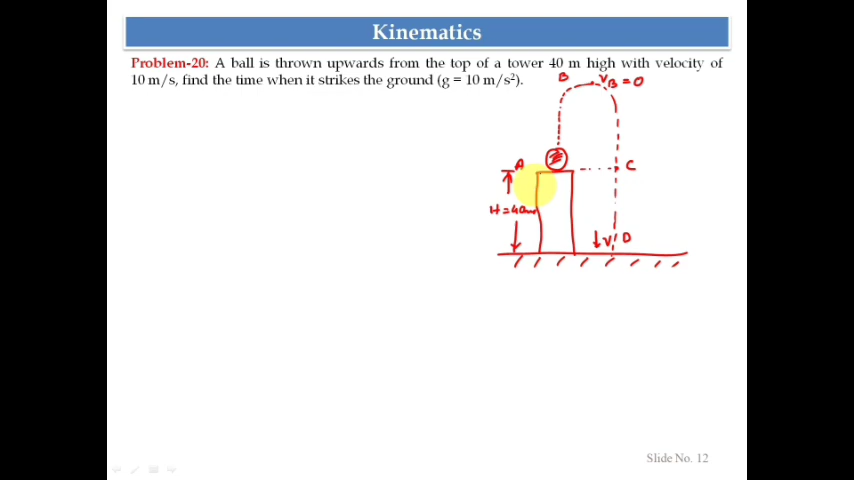 Kinematics
Problem-20: A ball is thrown upwards from the top of a tower 40 m high with velocity of
10 m/s, find the time when it strikes the ground (g = 10 m/s²).
B
V_B = 0
A
C
H = 40m
↓V
D
Slide No. 12